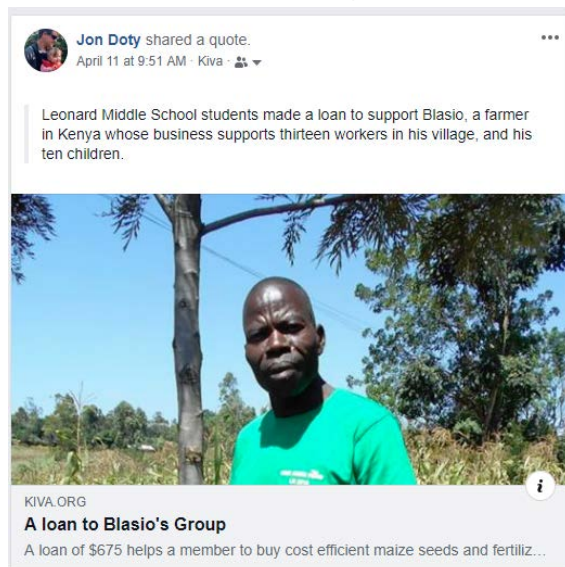 Jon Doty shared a quote.
April 11 at 9:51 AM · Kiva ·
Leonard Middle School students made a loan to support Blasio, a farmer
in Kenya whose business supports thirteen workers in his village, and his
ten children.
i
KIVA.ORG
A loan to Blasio's Group
A loan of $675 helps a member to buy cost efficient maize seeds and fertiliz...